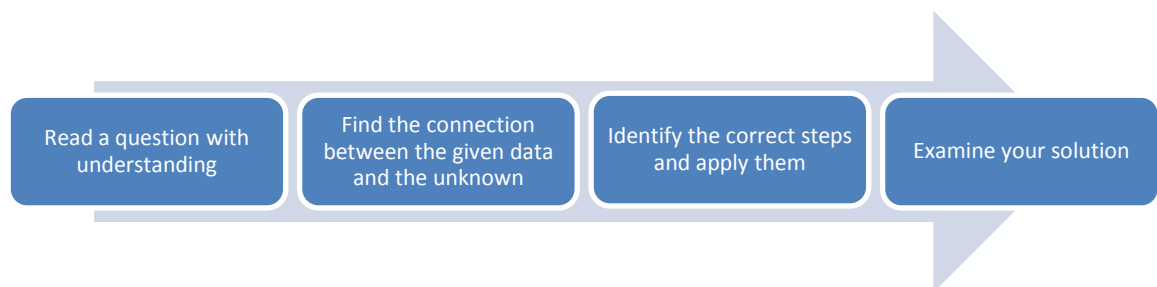 Read a question with
understanding
Find the connection
between the given data
and the unknown
Identify the correct steps
and apply them
Examine your solution